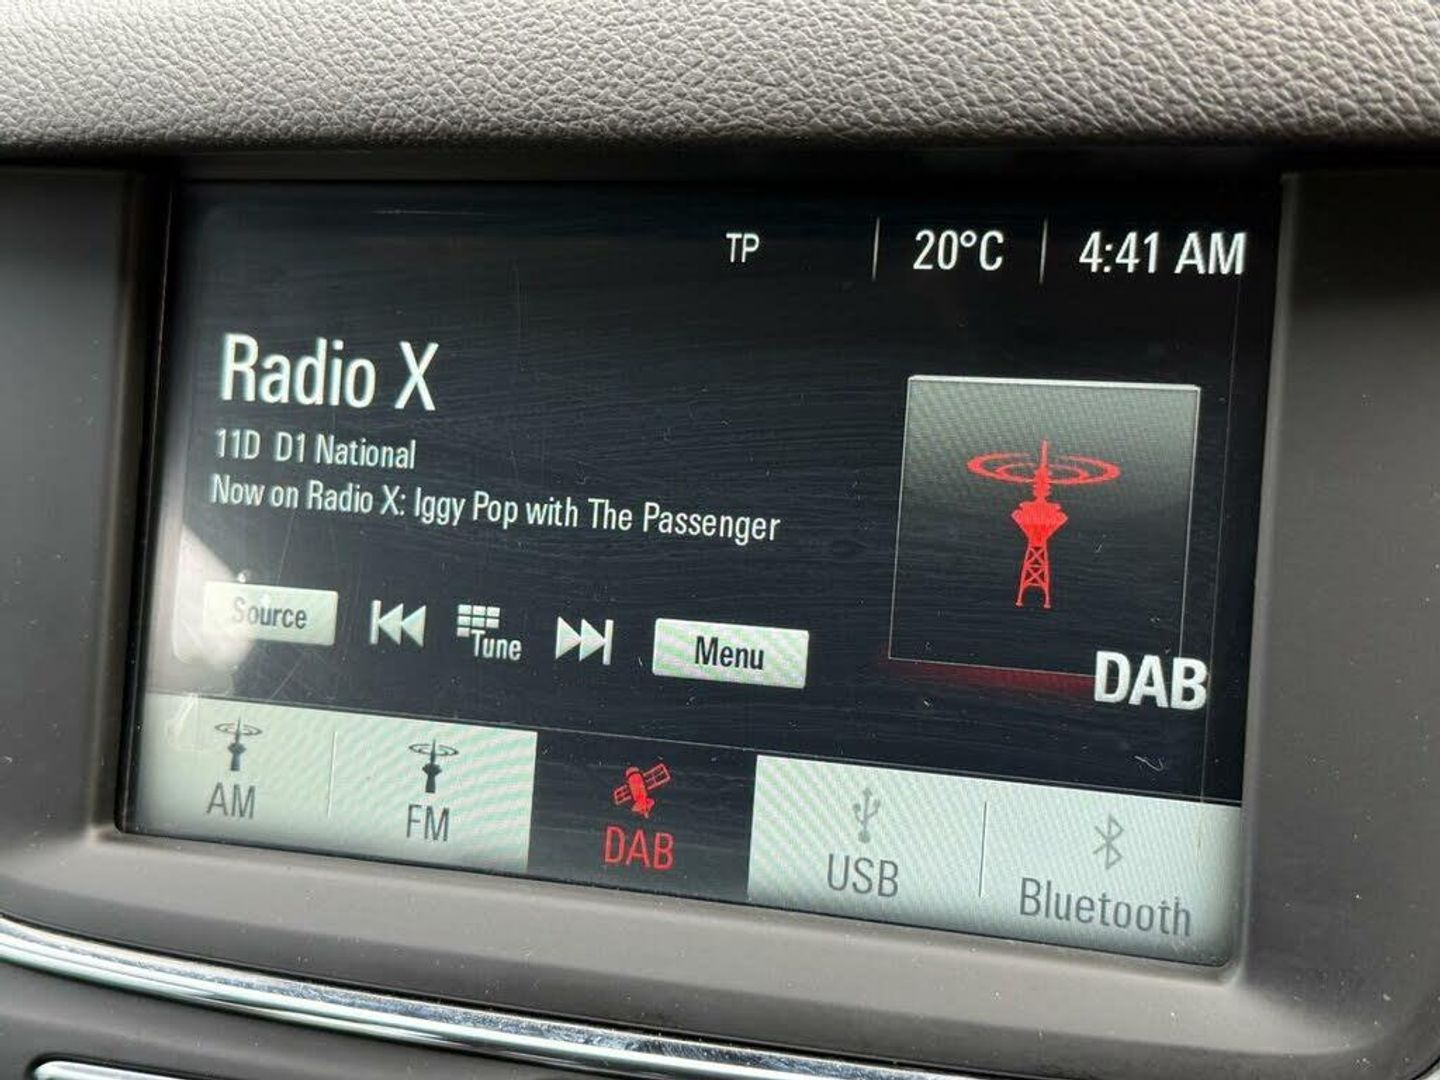 TP 20°C 4:41 AM
Radio X
11D D1 National
Now on Radio X: Iggy Pop with The Passenger
Source Tune Menu
DAB
AM FM DAB USB Bluetooth